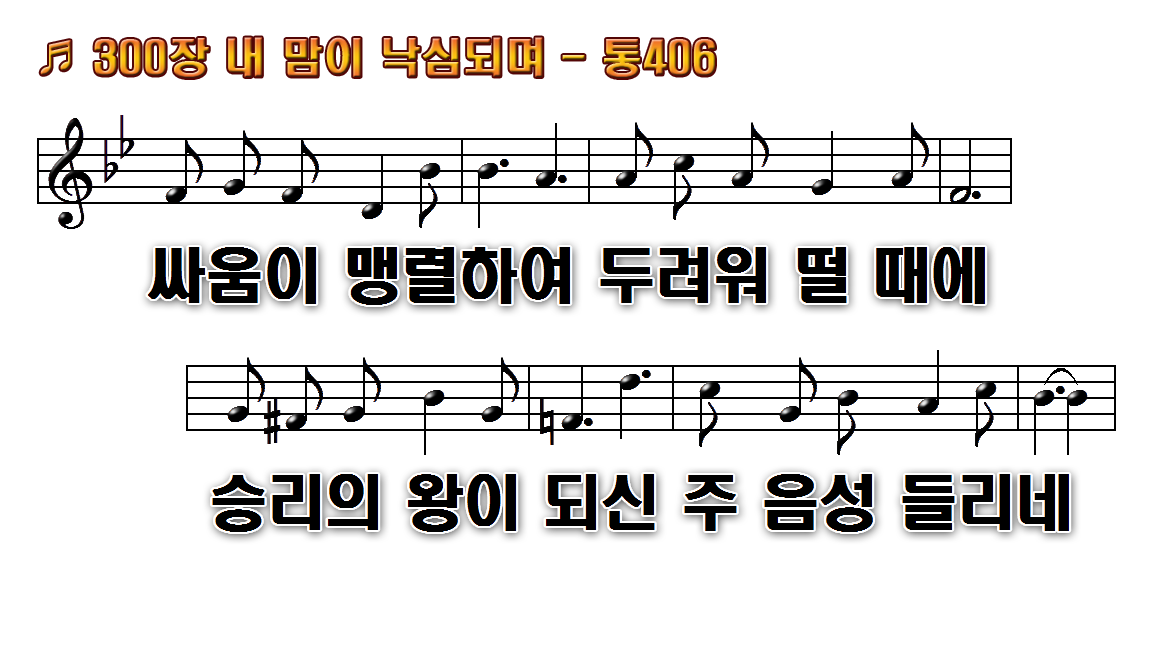 300장 내 맘이 낙심되며 - 통406
싸움이 맹렬하여 두려워 떨 때에
승리의 왕이 되신 주 음성 들리네